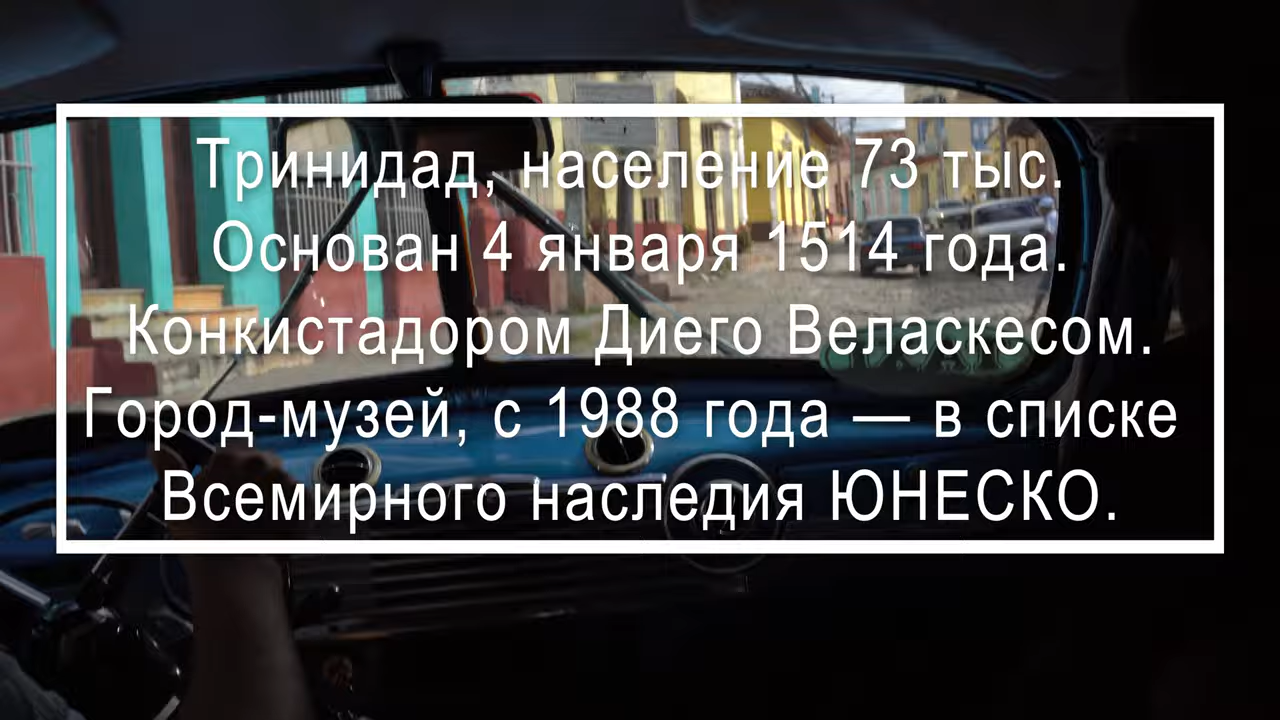 Тринидад, население 73 тыс.
Основан 4 января 1514 года.
Конкистадором Диего Веласкесом.
Город-музей, с 1988 года — в списке
Всемирного наследия ЮНЕСКО.